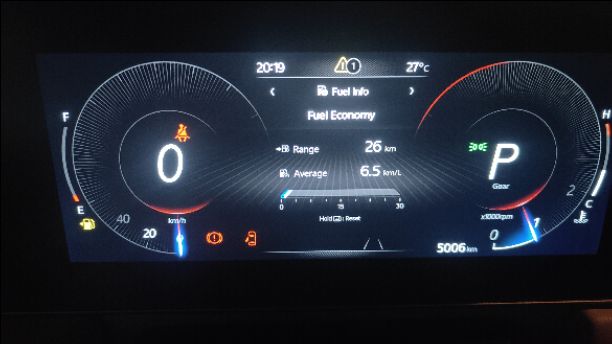 20:19 1 27°C
Fuel Info
Fuel Economy
F H
Range 26 km
0 P
Average 6.5 km/L
Gear
E C
40 km/h 0 15 30 x1000rpm 2
20 Hold : Reset 1
5006 km 0